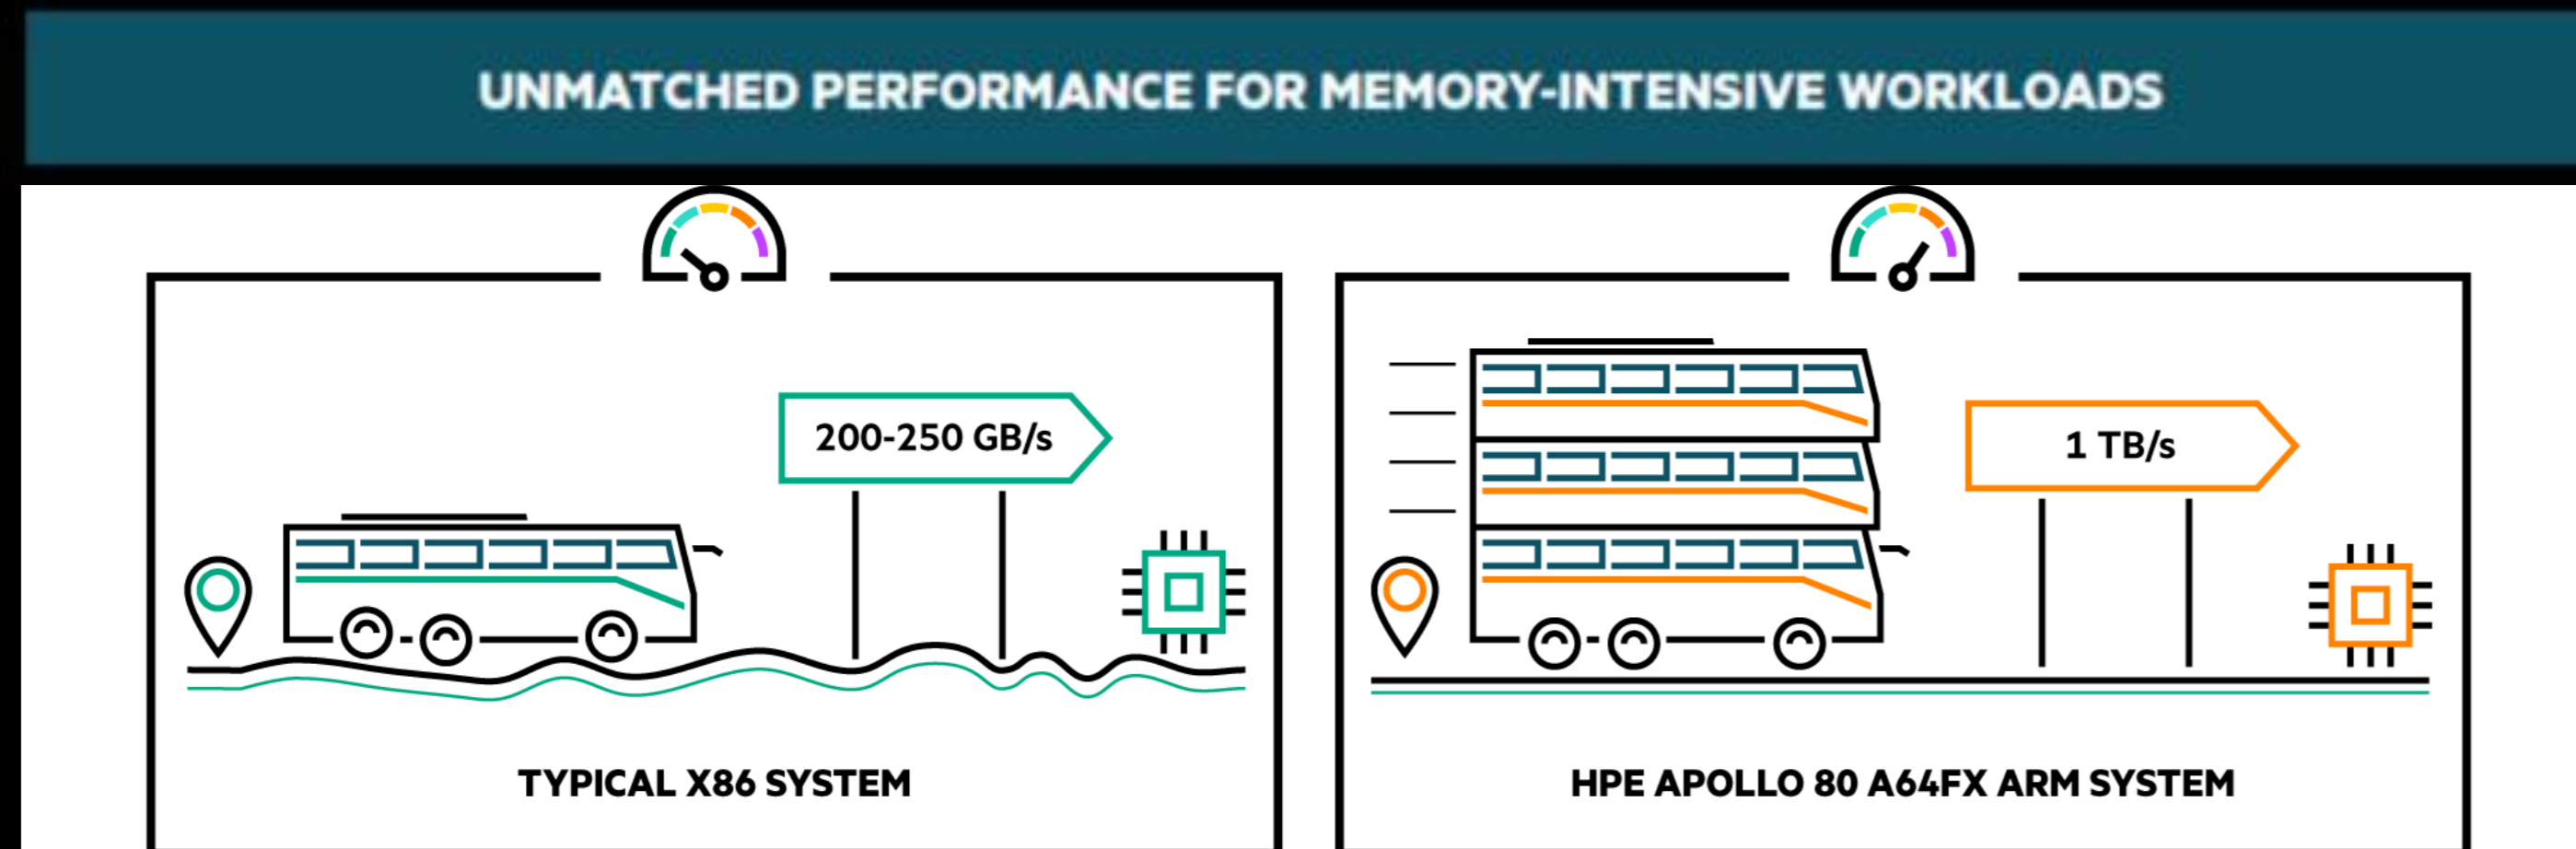 UNMATCHED PERFORMANCE FOR MEMORY-INTENSIVE WORKLOADS
200-250 GB/s
TYPICAL X86 SYSTEM
1 TB/s
HPE APOLLO 80 A64FX ARM SYSTEM